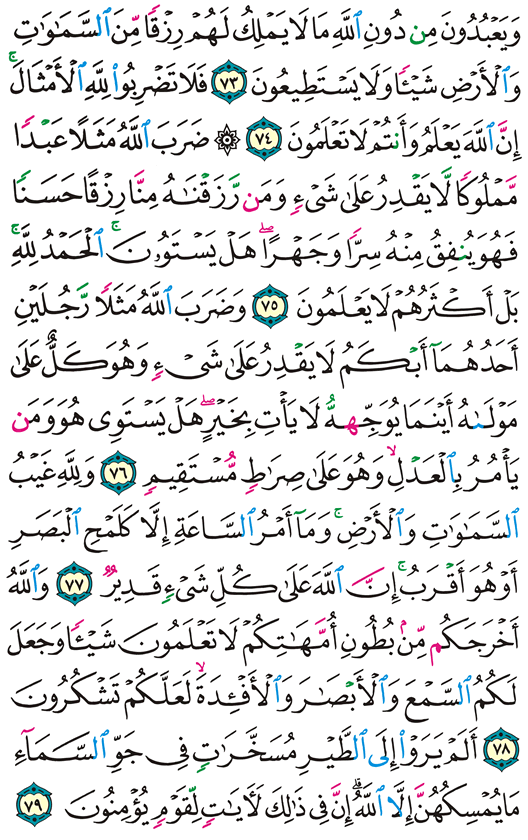 وَيَعْبُدُونَ مِن دُونِ ٱللَّهِ مَا لَا يَمْلِكُ لَهُمْ رِزْقًا مِّنَ ٱلسَّمَٰوَٰتِ
وَٱلْأَرْضِ شَيْـًٔا وَلَا يَسْتَطِيعُونَ ٧٣ فَلَا تَضْرِبُوا۟ لِلَّهِ ٱلْأَمْثَالَ ۚ
إِنَّ ٱللَّهَ يَعْلَمُ وَأَنتُمْ لَا تَعْلَمُونَ ٧٤ ۞ ضَرَبَ ٱللَّهُ مَثَلًا عَبْدًا
مَّمْلُوكًا لَّا يَقْدِرُ عَلَىٰ شَىْءٍ وَمَن رَّزَقْنَٰهُ مِنَّا رِزْقًا حَسَنًا
فَهُوَ يُنفِقُ مِنْهُ سِرًّا وَجَهْرًا ۖ هَلْ يَسْتَوُۥنَ ۚ ٱلْحَمْدُ لِلَّهِ ۚ
بَلْ أَكْثَرُهُمْ لَا يَعْلَمُونَ ٧٥ وَضَرَبَ ٱللَّهُ مَثَلًا رَّجُلَيْنِ
أَحَدُهُمَآ أَبْكَمُ لَا يَقْدِرُ عَلَىٰ شَىْءٍ وَهُوَ كَلٌّ عَلَىٰ
مَوْلَىٰهُ أَيْنَمَا يُوَجِّههُّ لَا يَأْتِ بِخَيْرٍ ۖ هَلْ يَسْتَوِى هُوَ وَمَن
يَأْمُرُ بِٱلْعَدْلِ ۙ وَهُوَ عَلَىٰ صِرَٰطٍ مُّسْتَقِيمٍ ٧٦ وَلِلَّهِ غَيْبُ
ٱلسَّمَٰوَٰتِ وَٱلْأَرْضِ ۚ وَمَآ أَمْرُ ٱلسَّاعَةِ إِلَّا كَلَمْحِ ٱلْبَصَرِ
أَوْ هُوَ أَقْرَبُ ۚ إِنَّ ٱللَّهَ عَلَىٰ كُلِّ شَىْءٍ قَدِيرٌ ٧٧ وَٱللَّهُ
أَخْرَجَكُم مِّنۢ بُطُونِ أُمَّهَٰتِكُمْ لَا تَعْلَمُونَ شَيْـًٔا وَجَعَلَ
لَكُمُ ٱلسَّمْعَ وَٱلْأَبْصَٰرَ وَٱلْأَفْـِٔدَةَ ۙ لَعَلَّكُمْ تَشْكُرُونَ
٧٨ أَلَمْ يَرَوْا۟ إِلَى ٱلطَّيْرِ مُسَخَّرَٰتٍ فِى جَوِّ ٱلسَّمَآءِ
مَا يُمْسِكُهُنَّ إِلَّا ٱللَّهُ ۗ إِنَّ فِى ذَٰلِكَ لَـَٔايَٰتٍ لِّقَوْمٍ يُؤْمِنُونَ ٧٩